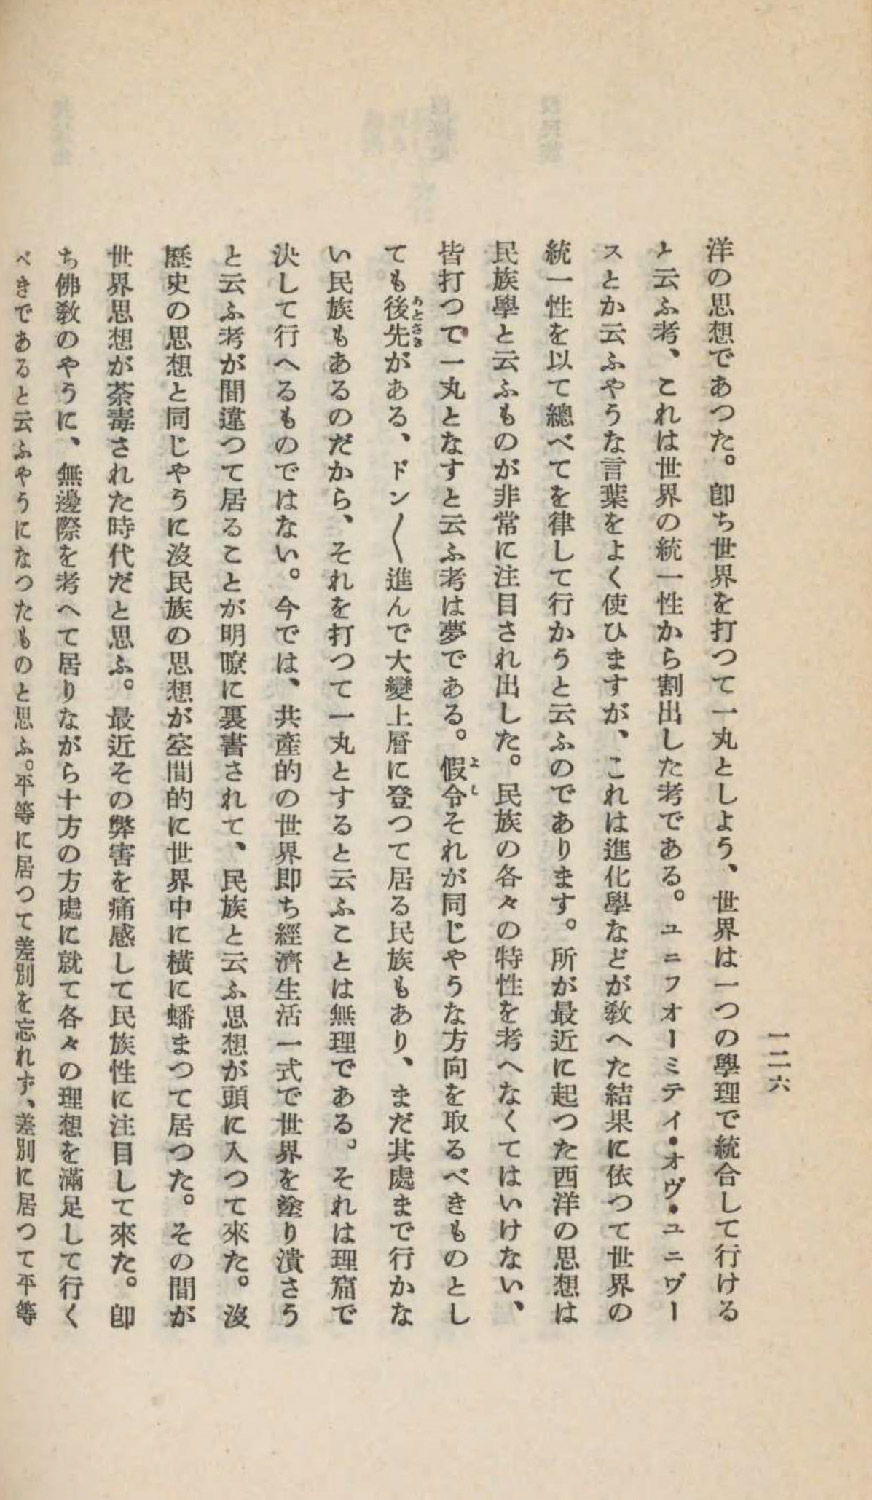 一二六
洋の思想であつた。卽ち世界を打つて一丸としよう、世界は一つの學理で統合して行ける
と云ふ考、これは世界の統一性から割出した考である。ユニフオーミテイ・オヴ・ユニヴー
スとか云ふやうな言葉をよく使ひますが、これは進化學などが敎へた結果に依つて世界の
統一性を以て總べてを律して行かうと云ふのであります。所が最近に起つた西洋の思想は
民族學と云ふものが非常に注目され出した。民族の各々の特性を考へなくてはいけない、
皆打つて一丸となすと云ふ考は夢である。假令それが同じやうな方向を取るべきものとし
ても後先がある、ドン〱進んで大變上層に登つて居る民族もあり、まだ其處まで行かな
い民族もあるのだから、それを打つて一丸とすると云ふことは無理である。それは理窟で
決して行へるものではない。今では、共產的の世界卽ち經濟生活一式で世界を塗り潰さう
と云ふ考が間違つて居ることが明瞭に裏書されて、民族と云ふ思想が頭に入つて來た。沒
歷史の思想と同じやうに沒民族の思想が空間的に世界中に橫に蟠まつて居つた。その間が
世界思想が荼毒された時代だと思ふ。最近その弊害を痛感して民族性に注目して來た。卽
ち佛敎のやうに、無邊際を考へて居りながら十方の方處に就て各々の理想を滿足して行く
べきであると云ふやうになつたものと思ふ。平等に居つて差別を忘れず、差別に居つて平等